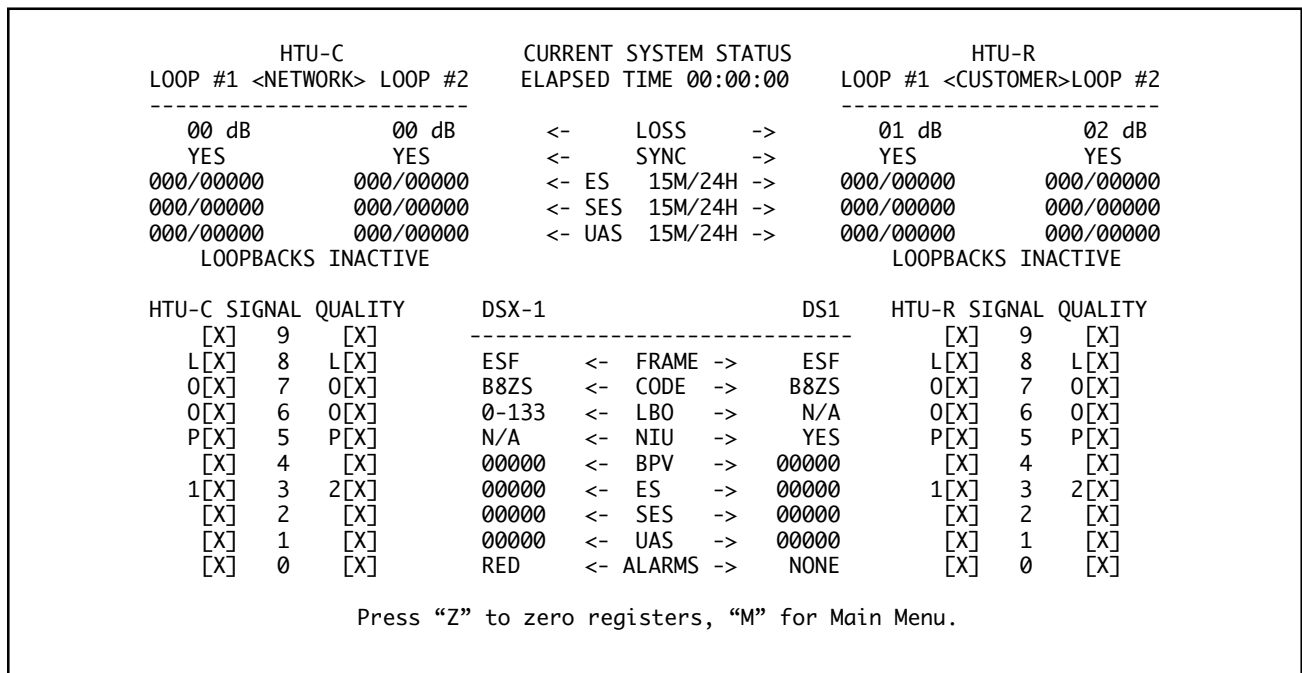 HTU-C CURRENT SYSTEM STATUS HTU-R
LOOP #1 <NETWORK> LOOP #2 ELAPSED TIME 00:00:00 LOOP #1 <CUSTOMER>LOOP #2
------------------------- -------------------------
00 dB 00 dB <- LOSS -> 01 dB 02 dB
YES YES <- SYNC -> YES YES
000/00000 000/00000 <- ES 15M/24H -> 000/00000 000/00000
000/00000 000/00000 <- SES 15M/24H -> 000/00000 000/00000
000/00000 000/00000 <- UAS 15M/24H -> 000/00000 000/00000
LOOPBACKS INACTIVE LOOPBACKS INACTIVE
HTU-C SIGNAL QUALITY DSX-1 DS1 HTU-R SIGNAL QUALITY
[X] 9 [X] ------------------------------ [X] 9 [X]
L[X] 8 L[X] ESF <- FRAME -> ESF L[X] 8 L[X]
O[X] 7 O[X] B8ZS <- CODE -> B8ZS O[X] 7 O[X]
O[X] 6 O[X] 0-133 <- LBO -> N/A O[X] 6 O[X]
P[X] 5 P[X] N/A <- NIU -> YES P[X] 5 P[X]
[X] 4 [X] 00000 <- BPV -> 00000 [X] 4 [X]
1[X] 3 2[X] 00000 <- ES -> 00000 1[X] 3 2[X]
[X] 2 [X] 00000 <- SES -> 00000 [X] 2 [X]
[X] 1 [X] 00000 <- UAS -> 00000 [X] 1 [X]
[X] 0 [X] RED <- ALARMS -> NONE [X] 0 [X]
Press “Z” to zero registers, “M” for Main Menu.